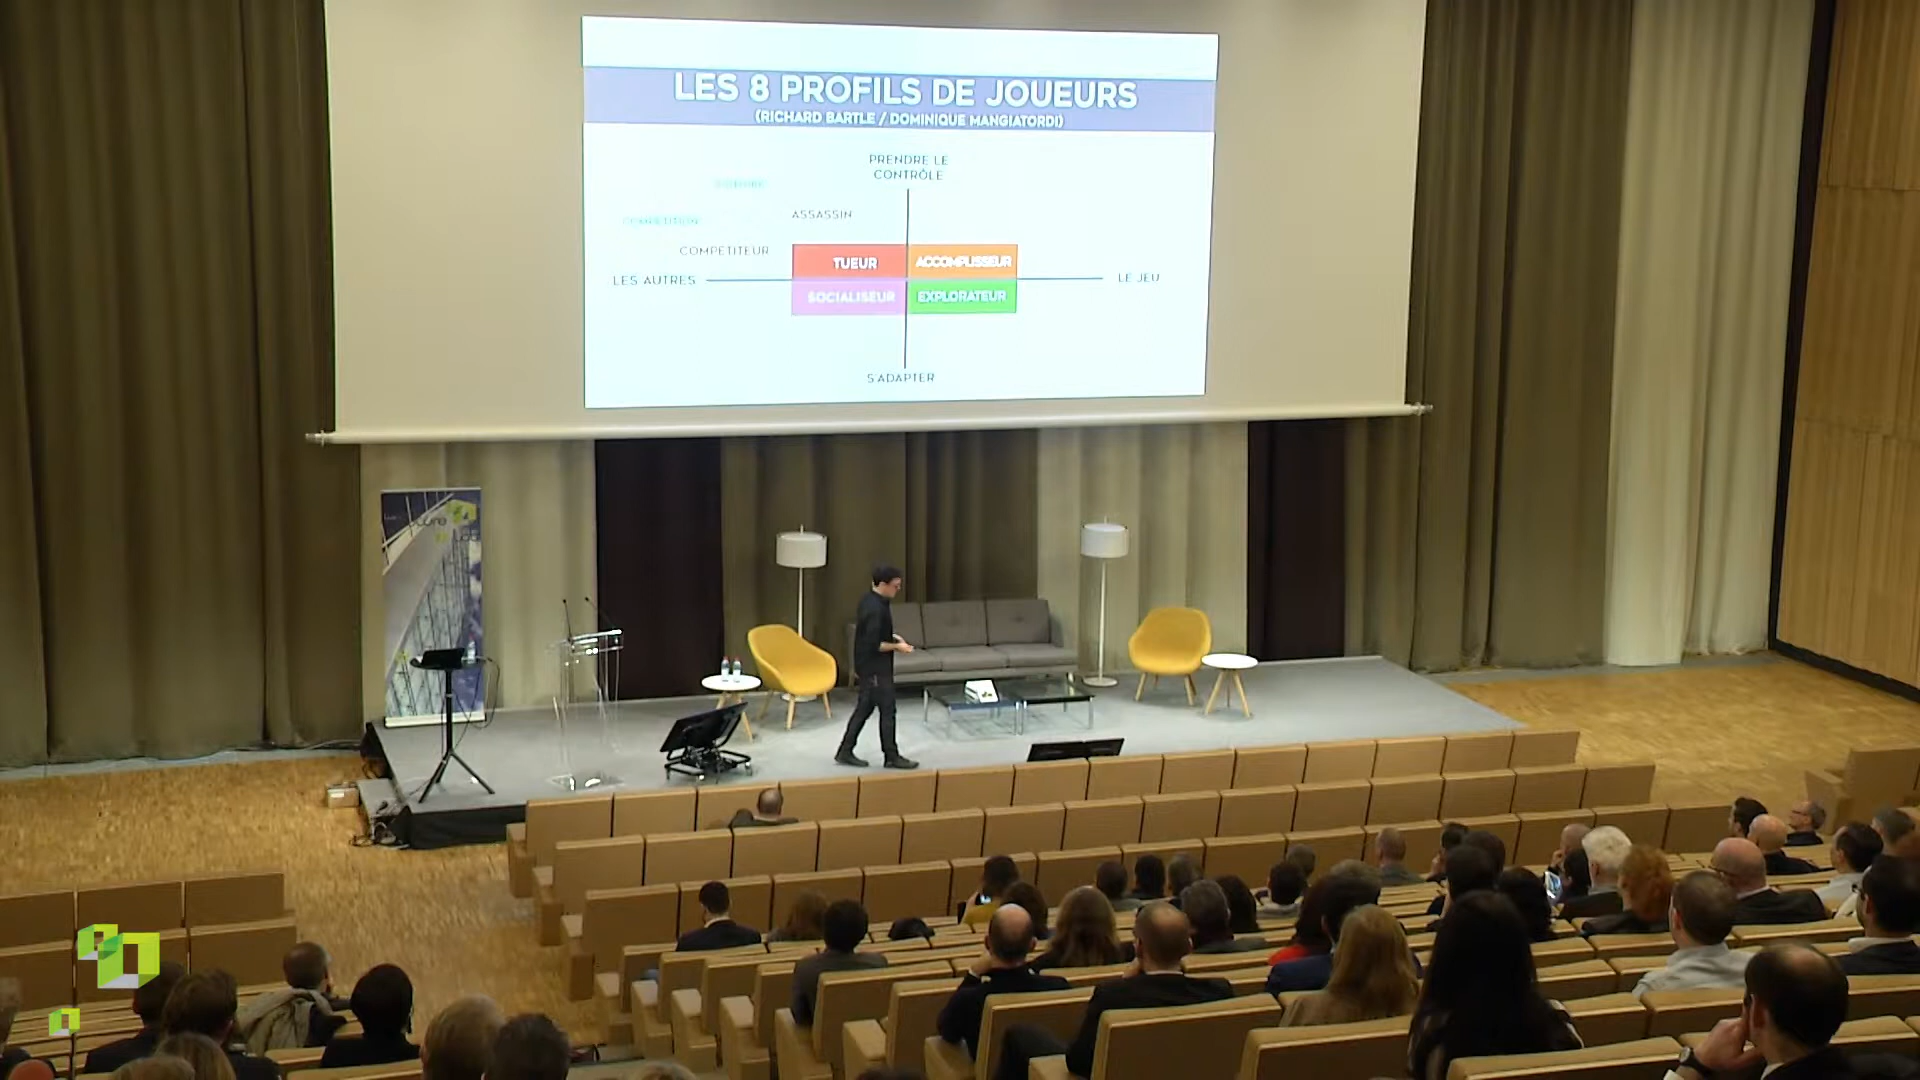 LES 8 PROFILS DE JOUEURS
(RICHARD BARTLE / DOMINIQUE MANGIATORDI)
PRENDRE LE
CONTRÔLE
ASSASSIN
COMPÉTITION
COMPETITEUR
TUEUR
ACCOMPLISSEUR
LES AUTRES
LE JEU
SOCIALISEUR
EXPLORATEUR
S'ADAPTER